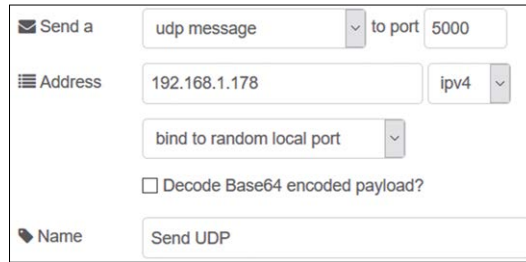 Send a udp message to port 5000
Address 192.168.1.178 ipv4
bind to random local port
Decode Base64 encoded payload?
Name Send UDP